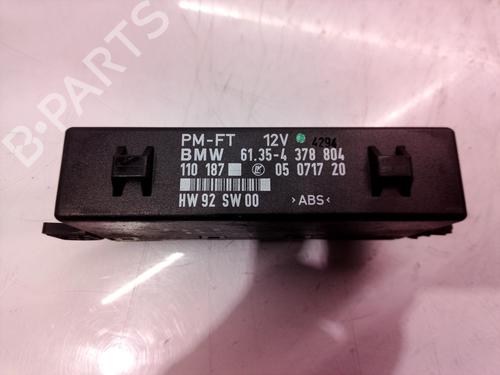 PM-FT 12V 4294
BMW 61.35-4 378 804
110 187 05 0717 20
HW 92 SW 00 >ABS<
B-PARTS